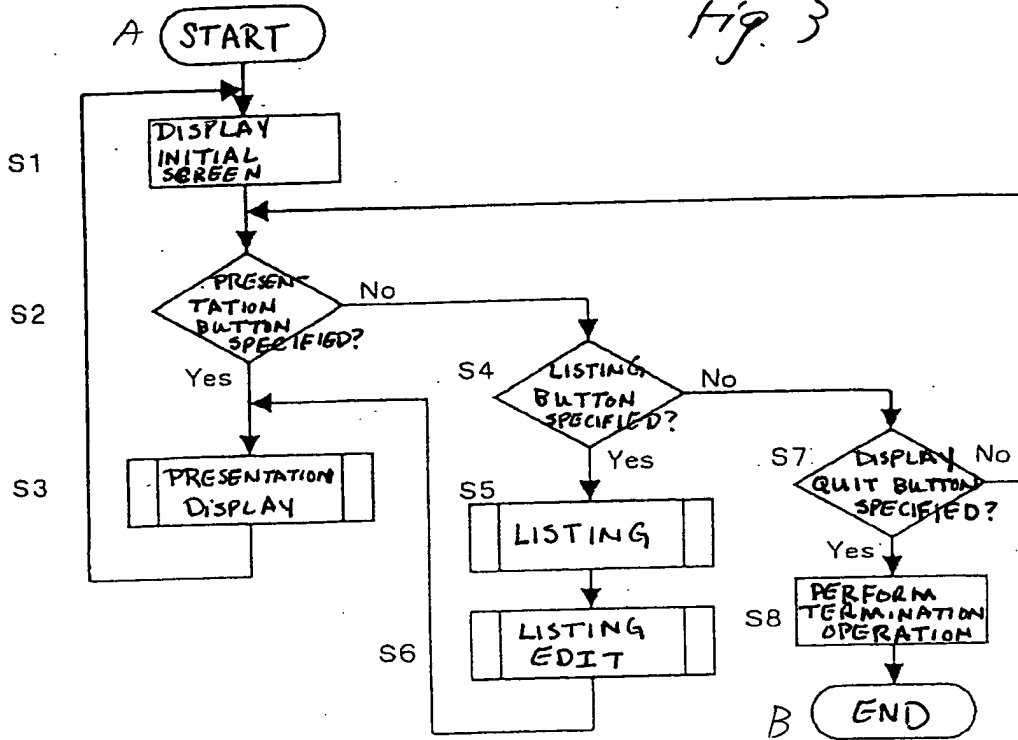 Fig. 3
A
START
S1
DISPLAY
INITIAL
SCREEN
S2
PRESEN-
TATION
BUTTON
SPECIFIED?
No
Yes
S3
PRESENTATION
DISPLAY
S4
LISTING
BUTTON
SPECIFIED?
No
Yes
S5
LISTING
S6
LISTING
EDIT
S7
DISPLAY
QUIT BUTTON
SPECIFIED?
No
Yes
S8
PERFORM
TERMINATION
OPERATION
B
END